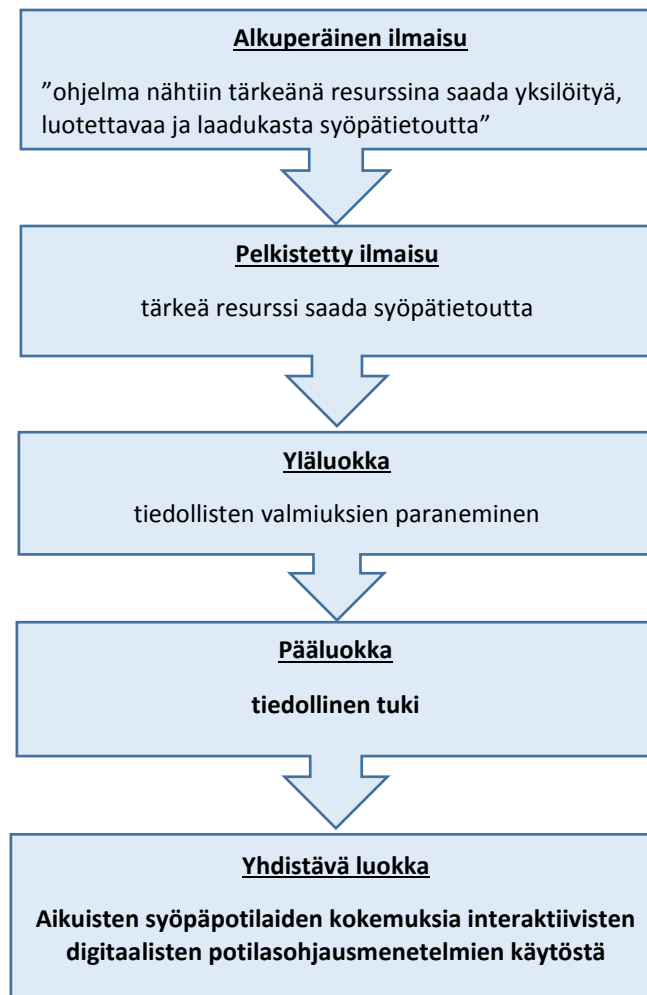 Alkuperäinen ilmaisu
”ohjelma nähtiin tärkeänä resurssina saada yksilöityä,
luotettavaa ja laadukasta syöpätietoutta”
Pelkistetty ilmaisu
tärkeä resurssi saada syöpätietoutta
Yläluokka
tiedollisten valmiuksien paraneminen
Pääluokka
tiedollinen tuki
Yhdistävä luokka
Aikuisten syöpäpotilaiden kokemuksia interaktiivisten
digitaalisten potilasohjausmenetelmien käytöstä